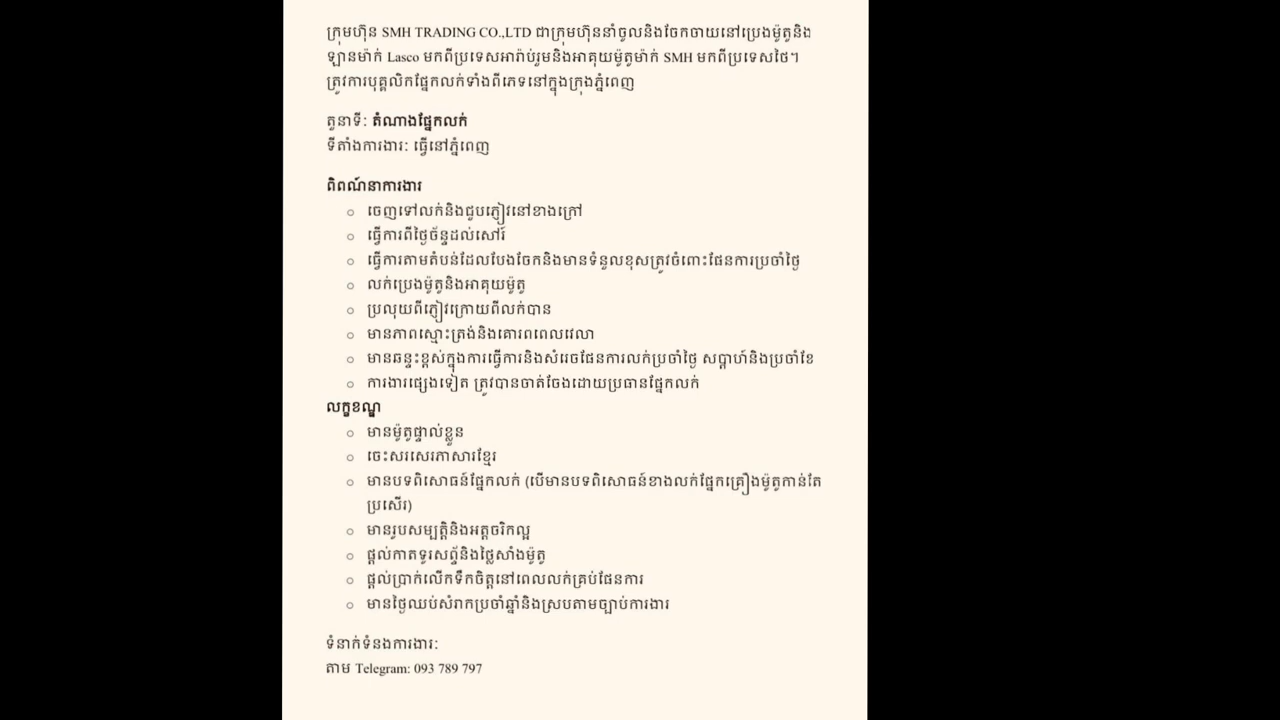 ក្រុមហ៊ុន SMH TRADING CO.,LTD ជាក្រុមហ៊ុននាំចូលនិងចែកចាយនៅប្រេងម៉ូតូនិង
ឡានម៉ាក់ Lasco មកពីប្រទេសអារ៉ាប់រួមនិងអាគុយម៉ូតូម៉ាក់ SMH មកពីប្រទេសថៃ។
ត្រូវការបុគ្គលិកផ្នែកលក់ទាំងពីភេទនៅក្នុងក្រុងភ្នំពេញ
តួនាទី: តំណាងផ្នែកលក់
ទីតាំងការងារ: ធ្វើនៅភ្នំពេញ
ពិពណ៍នាការងារ
○ ចេញទៅលក់និងជួបភ្ញៀវនៅខាងក្រៅ
○ ធ្វើការពីថ្ងៃច័ន្ទដល់សៅរ៍
○ ធ្វើការតាមតំបន់ដែលបែងចែកនិងមានទំនួលខុសត្រូវចំពោះផែនការប្រចាំថ្ងៃ
○ លក់ប្រេងម៉ូតូនិងអាគុយម៉ូតូ
○ ប្រលុយពីភ្ញៀវក្រោយពីលក់បាន
○ មានភាពស្មោះត្រង់និងគោរពពេលវេលា
○ មានឆន្ទះខ្ពស់ក្នុងការធ្វើការនិងសំរេចផែនការលក់ប្រចាំថ្ងៃ សប្តាហ៍និងប្រចាំខែ
○ ការងារផ្សេងទៀត ត្រូវបានចាត់ចែងដោយប្រធានផ្នែកលក់
លក្ខខណ្ឌ
○ មានម៉ូតូផ្ទាល់ខ្លួន
○ ចេះសរសេរភាសារខ្មែរ
○ មានបទពិសោធន៍ផ្នែកលក់ (បើមានបទពិសោធន៍ខាងលក់ផ្នែកគ្រឿងម៉ូតូកាន់តែ
ប្រសើរ)
○ មានរូបសម្បត្តិនិងអត្តចរិកល្អ
○ ផ្តល់កាតទូរសព្ទ័និងថ្លៃសាំងម៉ូតូ
○ ផ្តល់ប្រាក់លើកទឹកចិត្តនៅពេលលក់គ្រប់ផែនការ
○ មានថ្ងៃឈប់សំរាកប្រចាំឆ្នាំនិងស្របតាមច្បាប់ការងារ
ទំនាក់ទំនងការងារ:
តាម Telegram: 093 789 797